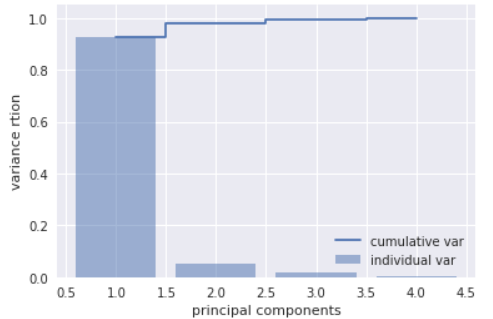 1.0
0.8
0.6
0.4
0.2
0.0
variance rtion
cumulative var
individual var
0.5 1.0 1.5 2.0 2.5 3.0 3.5 4.0 4.5
principal components